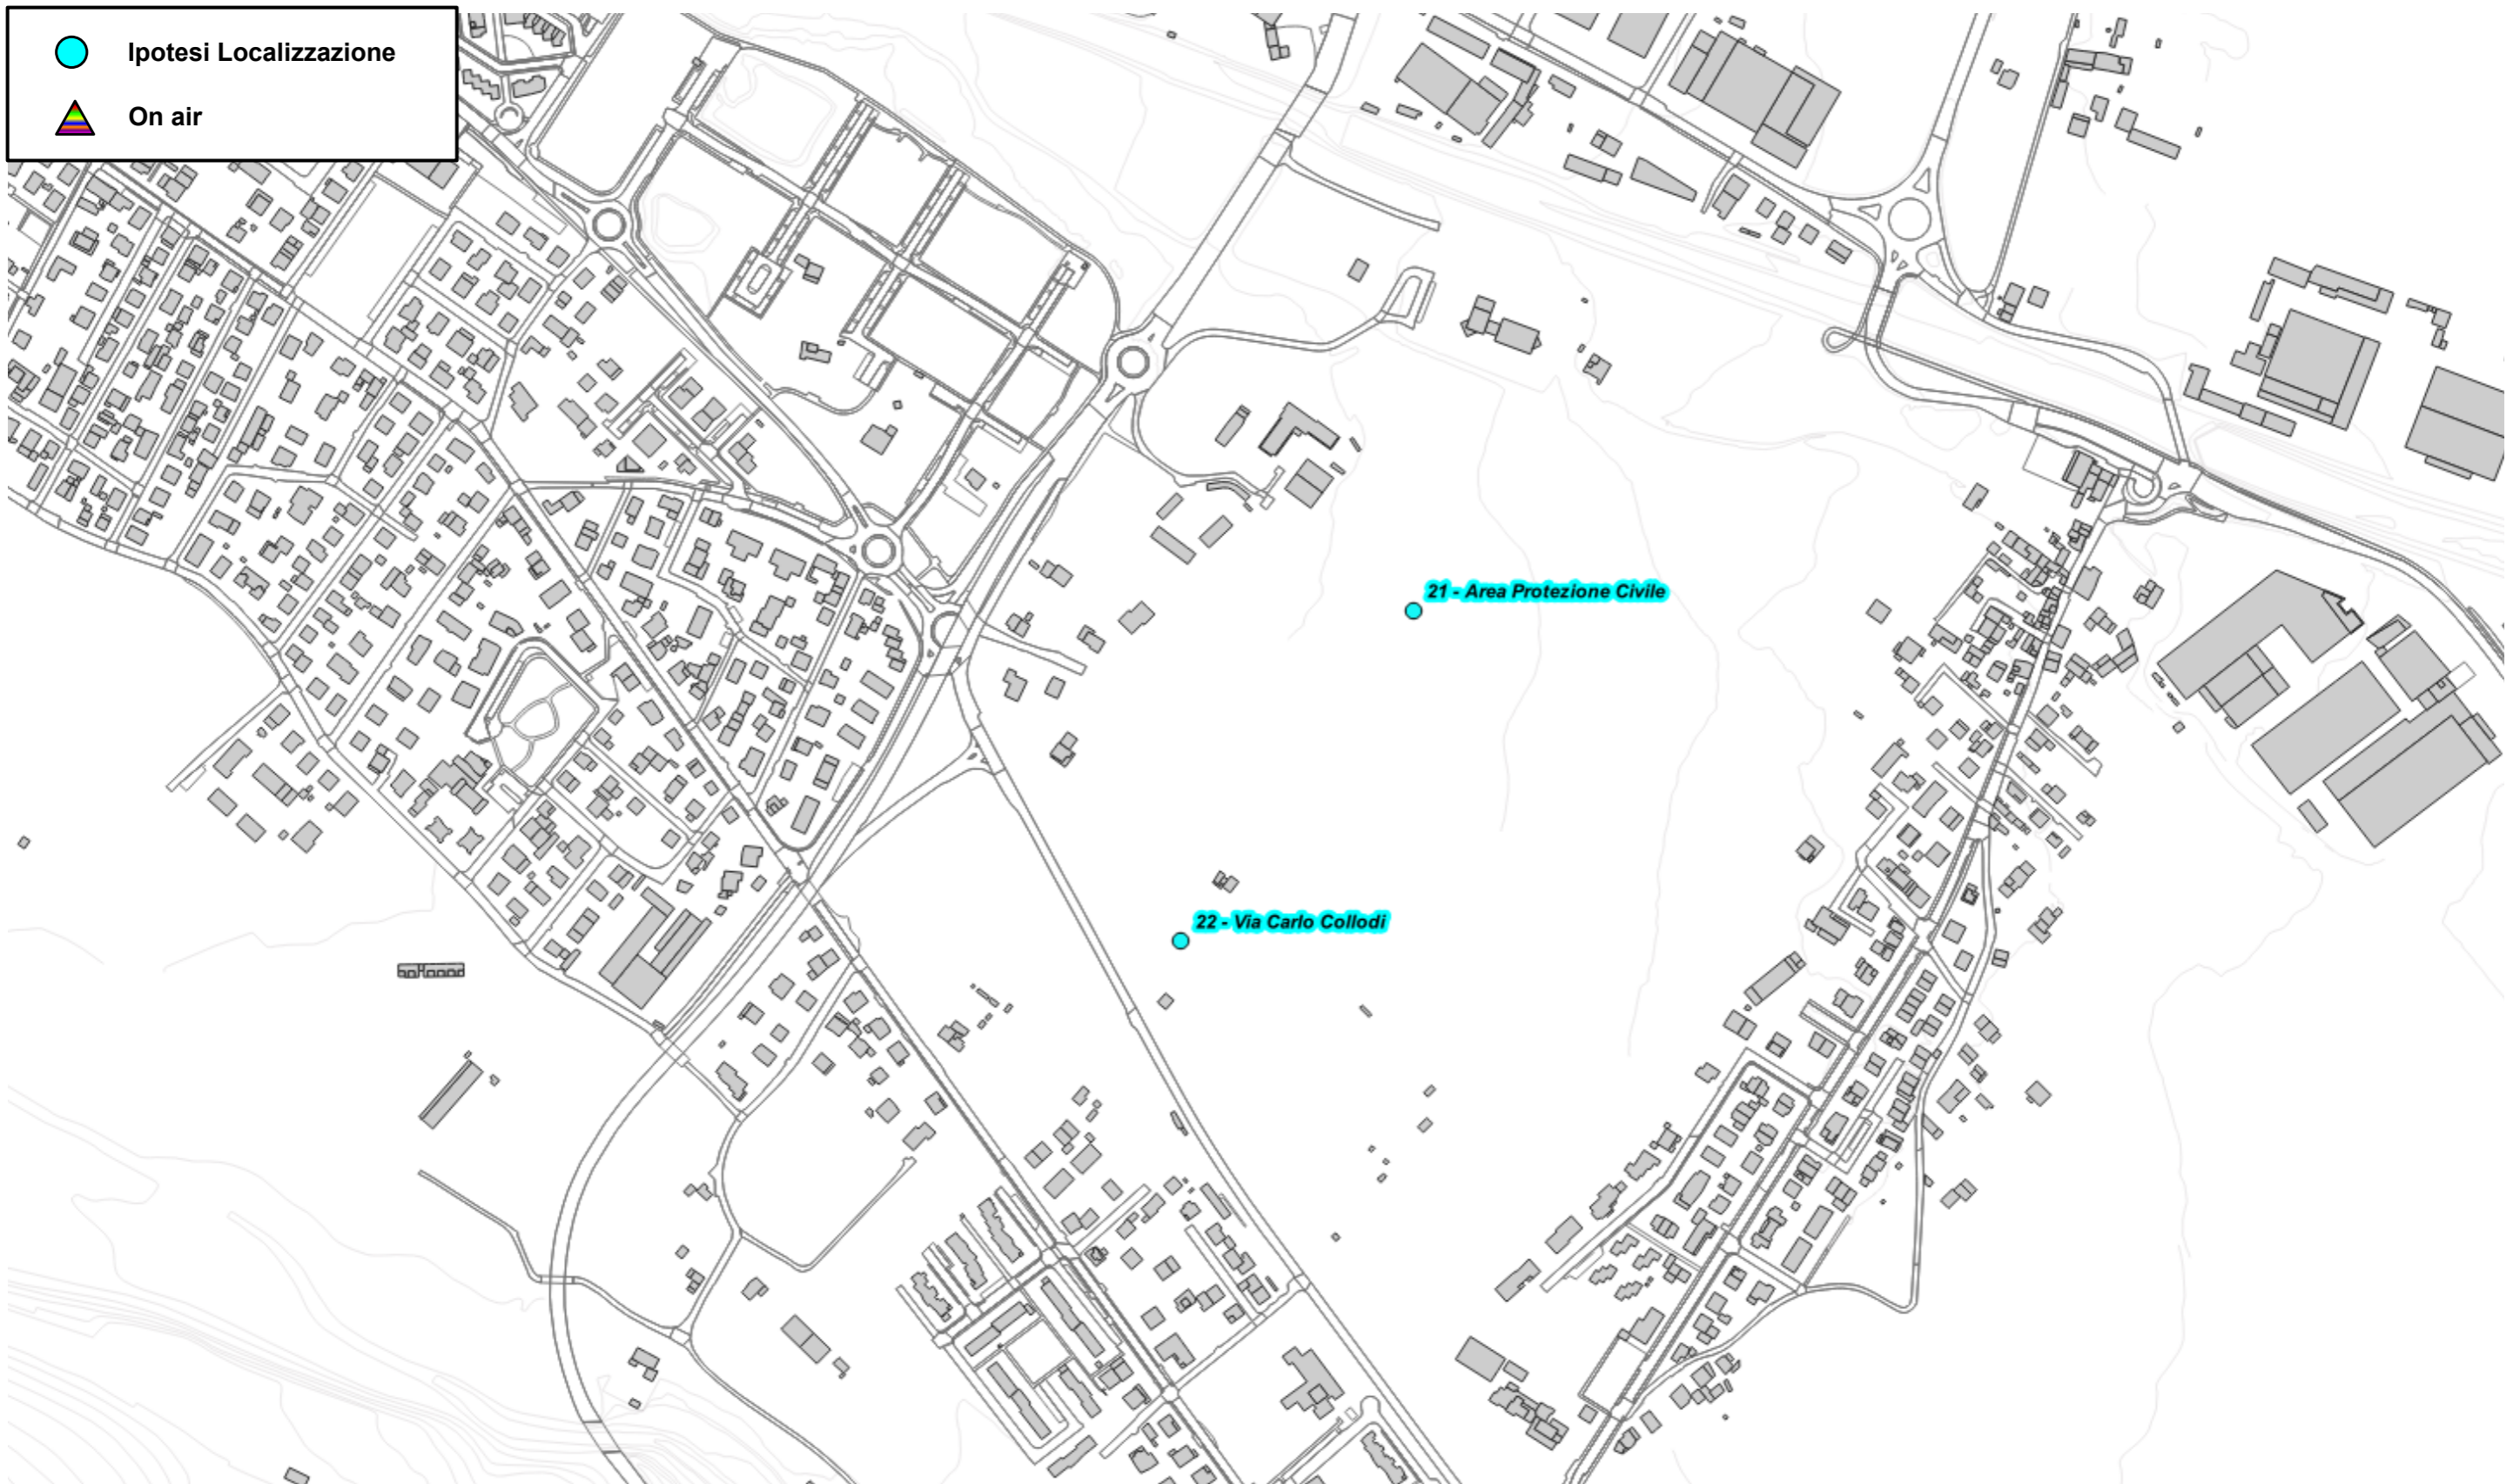 Ipotesi Localizzazione
On air
21 - Area Protezione Civile
22 - Via Carlo Collodi